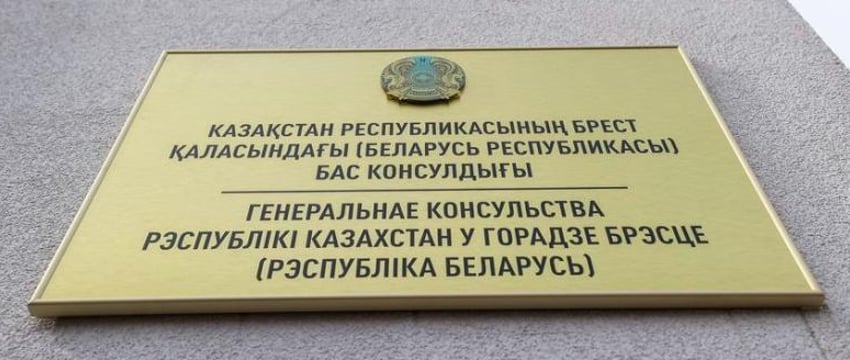 ҚАЗАҚСТАН РЕСПУБЛИКАСЫНЫҢ БРЕСТ
ҚАЛАСЫНДАҒЫ (БЕЛАРУСЬ РЕСПУБЛИКАСЫ)
БАС КОНСУЛДЫҒЫ
ГЕНЕРАЛЬНАЕ КОНСУЛЬСТВА
РЭСПУБЛІКІ КАЗАХСТАН У ГОРАДЗЕ БРЭСЦЕ
(РЭСПУБЛІКА БЕЛАРУСЬ)